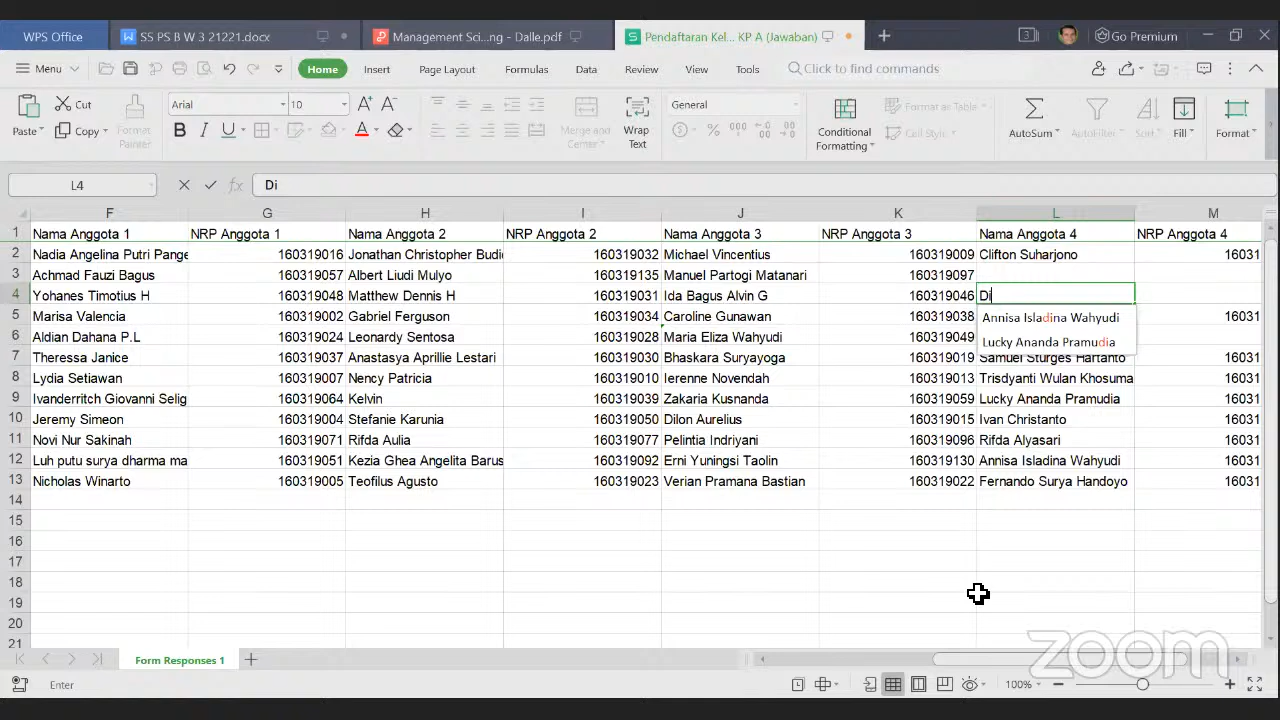 WPS Office SS PS B W 3 21221.docx Management Sci....ng - Dalle.pdf Pendaftaran Kel... KP A (Jawaban) 3 Go Premium
Menu Home Insert Page Layout Formulas Data Review View Tools Click to find commands
Cut Arial 10 General Format as Table
Paste Copy Format Painter Merge and Center Wrap Text Conditional Formatting Cell Style AutoSum AutoFilter Sort Fill Format
L4 fx Di
F G H I J K L M
1 Nama Anggota 1 NRP Anggota 1 Nama Anggota 2 NRP Anggota 2 Nama Anggota 3 NRP Anggota 3 Nama Anggota 4 NRP Anggota 4
2 Nadia Angelina Putri Pange 160319016 Jonathan Christopher Budi 160319032 Michael Vincentius 160319009 Clifton Suharjono 16031
3 Achmad Fauzi Bagus 160319057 Albert Liudi Mulyo 160319135 Manuel Partogi Matanari 160319097
4 Yohanes Timotius H 160319048 Matthew Dennis H 160319031 Ida Bagus Alvin G 160319046 Di
5 Marisa Valencia 160319002 Gabriel Ferguson 160319034 Caroline Gunawan 160319038 Annisa Isladina Wahyudi 16031
6 Aldian Dahana P.L 160319024 Leonardy Sentosa 160319028 Maria Eliza Wahyudi 160319049 Lucky Ananda Pramudia
7 Theressa Janice 160319037 Anastasya Aprillie Lestari 160319030 Bhaskara Suryayoga 160319019 Samuel Sturges Hartanto 16031
8 Lydia Setiawan 160319007 Nency Patricia 160319010 Ierenne Novendah 160319013 Trisdyanti Wulan Khosuma 16031
9 Ivanderritch Giovanni Selig 160319064 Kelvin 160319039 Zakaria Kusnanda 160319059 Lucky Ananda Pramudia 16031
10 Jeremy Simeon 160319004 Stefanie Karunia 160319050 Dilon Aurelius 160319015 Ivan Christanto 16031
11 Novi Nur Sakinah 160319071 Rifda Aulia 160319077 Pelintia Indriyani 160319096 Rifda Alyasari 16031
12 Luh putu surya dharma ma 160319051 Kezia Ghea Angelita Barus 160319092 Erni Yuningsi Taolin 160319130 Annisa Isladina Wahyudi 16031
13 Nicholas Winarto 160319005 Teofilus Agusto 160319023 Verian Pramana Bastian 160319022 Fernando Surya Handoyo 16031
14
15
16
17
18
19
20
21
zoom
Form Responses 1
Enter 100%